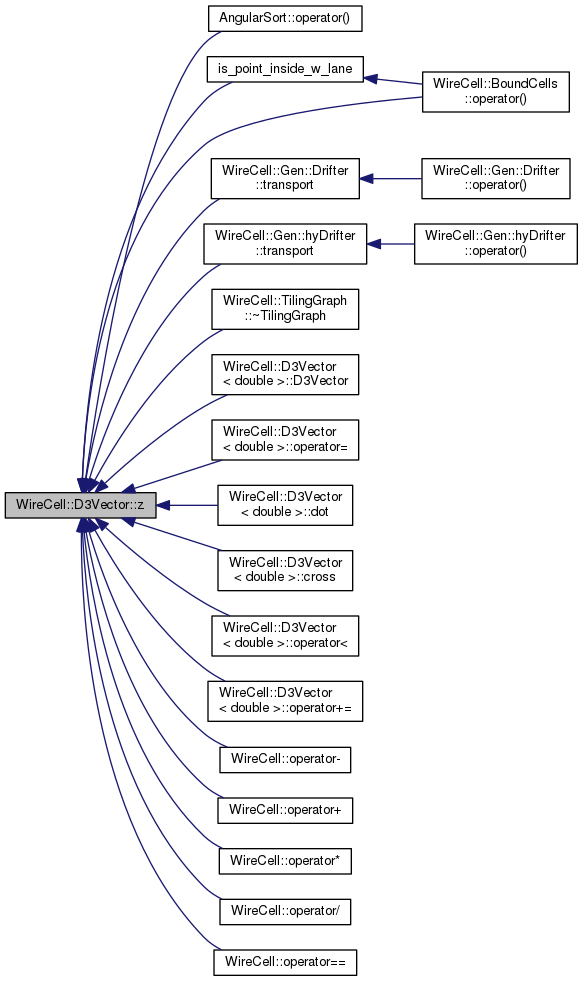 AngularSort::operator()
is_point_inside_w_lane
WireCell::BoundCells
::operator()
WireCell::Gen::Drifter
::transport
WireCell::Gen::Drifter
::operator()
WireCell::Gen::hyDrifter
::transport
WireCell::Gen::hyDrifter
::operator()
WireCell::TilingGraph
::~TilingGraph
WireCell::D3Vector
< double >::D3Vector
WireCell::D3Vector
< double >::operator=
WireCell::D3Vector::z
WireCell::D3Vector
< double >::dot
WireCell::D3Vector
< double >::cross
WireCell::D3Vector
< double >::operator<
WireCell::D3Vector
< double >::operator+=
WireCell::operator-
WireCell::operator+
WireCell::operator*
WireCell::operator/
WireCell::operator==